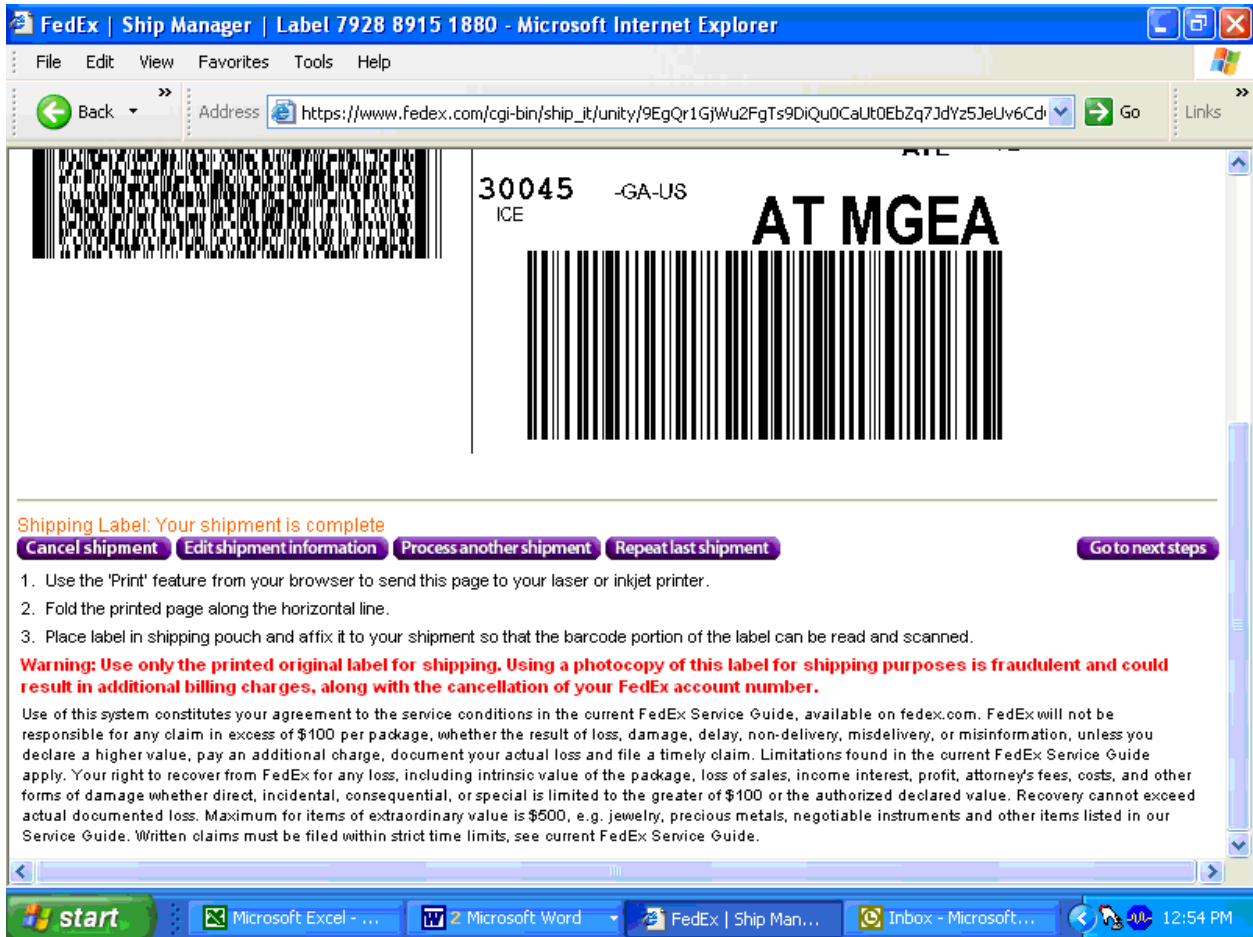 FedEx | Ship Manager | Label 7928 8915 1880 - Microsoft Internet Explorer
File Edit View Favorites Tools Help
Back Address https://www.fedex.com/cgi-bin/ship_it/unity/9EgQr1GjWu2FgTs9DiQu0CaUt0EbZq7JdYz5JeUv6Cd Go Links
30045 -GA-US
ICE
AT MGEA
Shipping Label: Your shipment is complete
Cancel shipment Edit shipment information Process another shipment Repeat last shipment Go to next steps
1. Use the 'Print' feature from your browser to send this page to your laser or inkjet printer.
2. Fold the printed page along the horizontal line.
3. Place label in shipping pouch and affix it to your shipment so that the barcode portion of the label can be read and scanned.
Warning: Use only the printed original label for shipping. Using a photocopy of this label for shipping purposes is fraudulent and could
result in additional billing charges, along with the cancellation of your FedEx account number.
Use of this system constitutes your agreement to the service conditions in the current FedEx Service Guide, available on fedex.com. FedEx will not be
responsible for any claim in excess of $100 per package, whether the result of loss, damage, delay, non-delivery, misdelivery, or misinformation, unless you
declare a higher value, pay an additional charge, document your actual loss and file a timely claim. Limitations found in the current FedEx Service Guide
apply. Your right to recover from FedEx for any loss, including intrinsic value of the package, loss of sales, income interest, profit, attorney's fees, costs, and other
forms of damage whether direct, incidental, consequential, or special is limited to the greater of $100 or the authorized declared value. Recovery cannot exceed
actual documented loss. Maximum for items of extraordinary value is $500, e.g. jewelry, precious metals, negotiable instruments and other items listed in our
Service Guide. Written claims must be filed within strict time limits, see current FedEx Service Guide.
start Microsoft Excel - ... 2 Microsoft Word FedEx | Ship Man... Inbox - Microsoft... 12:54 PM